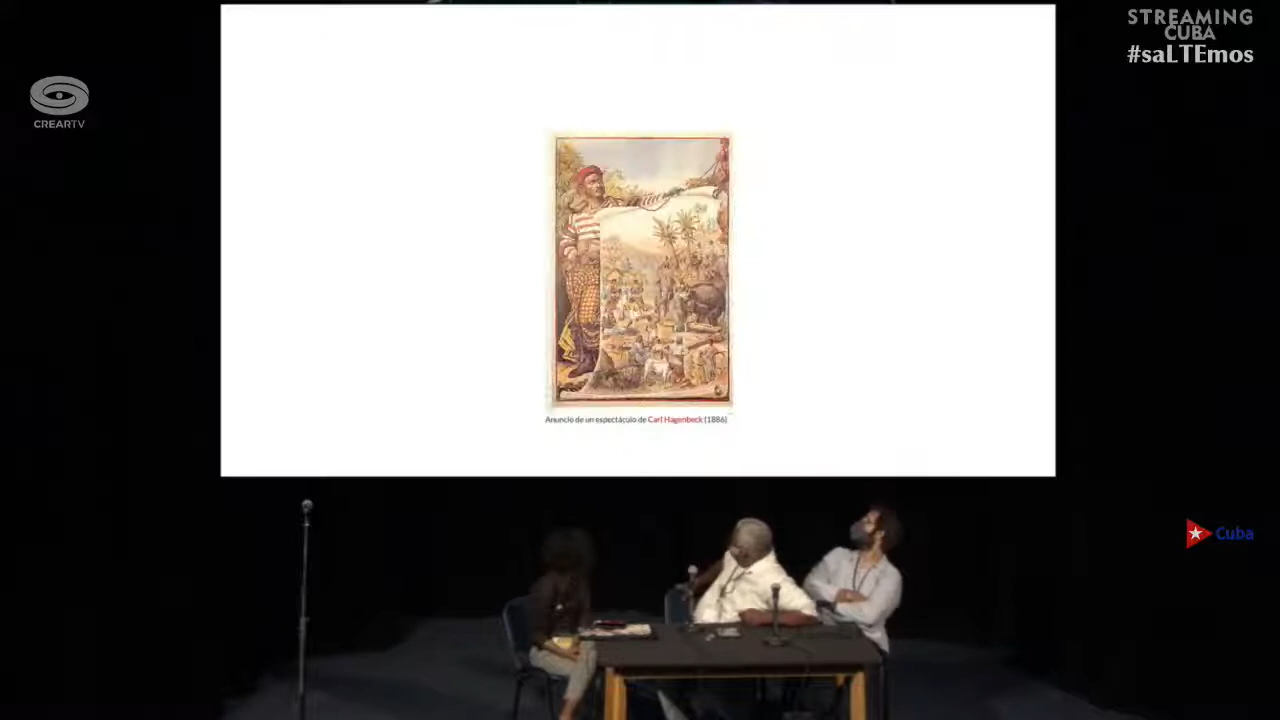 STREAMING
CUBA
#saLTEmos
CREARTV
Anuncio de un espectáculo de Carl Hagenbeck (1886)
Cuba